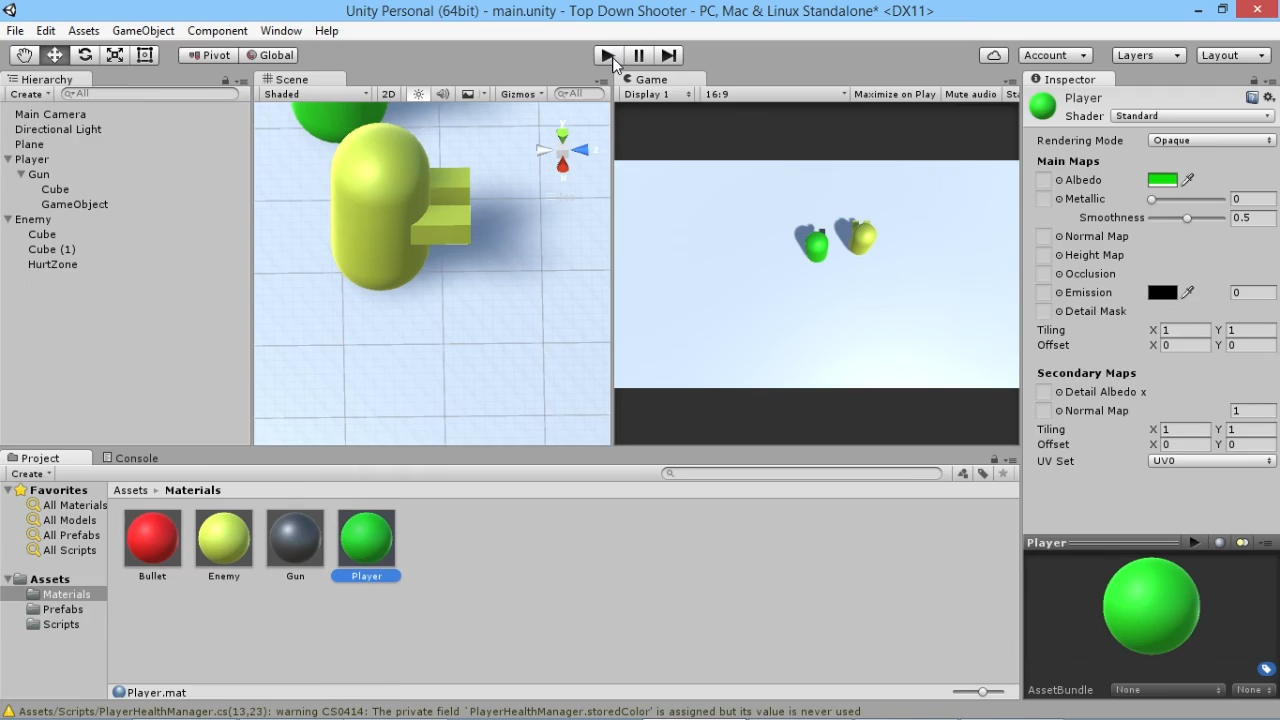 Unity Personal (64bit) - main.unity - Top Down Shooter - PC, Mac & Linux Standalone* <DX11>
File Edit Assets GameObject Component Window Help
Pivot Global Account Layers Layout
Hierarchy Scene Game Inspector
Create All Shaded 2D Gizmos All Display 1 16:9 Maximize on Play Mute audio
Main Camera
Directional Light
Plane
Player
Gun
Cube
GameObject
Enemy
Cube
Cube (1)
HurtZone
y
z
Player
Shader Standard
Rendering Mode Opaque
Main Maps
Albedo
Metallic 0
Smoothness 0.5
Normal Map
Height Map
Occlusion
Emission 0
Detail Mask
Tiling X 1 Y 1
Offset X 0 Y 0
Secondary Maps
Detail Albedo x
Normal Map 1
Tiling X 1 Y 1
Offset X 0 Y 0
UV Set UV0
Project Console
Create
Favorites
All Materials
All Models
All Prefabs
All Scripts
Assets
Materials
Prefabs
Scripts
Assets Materials
Bullet Enemy Gun Player
Player.mat
Player
AssetBundle None None
Assets/Scripts/PlayerHealthManager.cs(13,23): warning CS0414: The private field `PlayerHealthManager.storedColor' is assigned but its value is never used